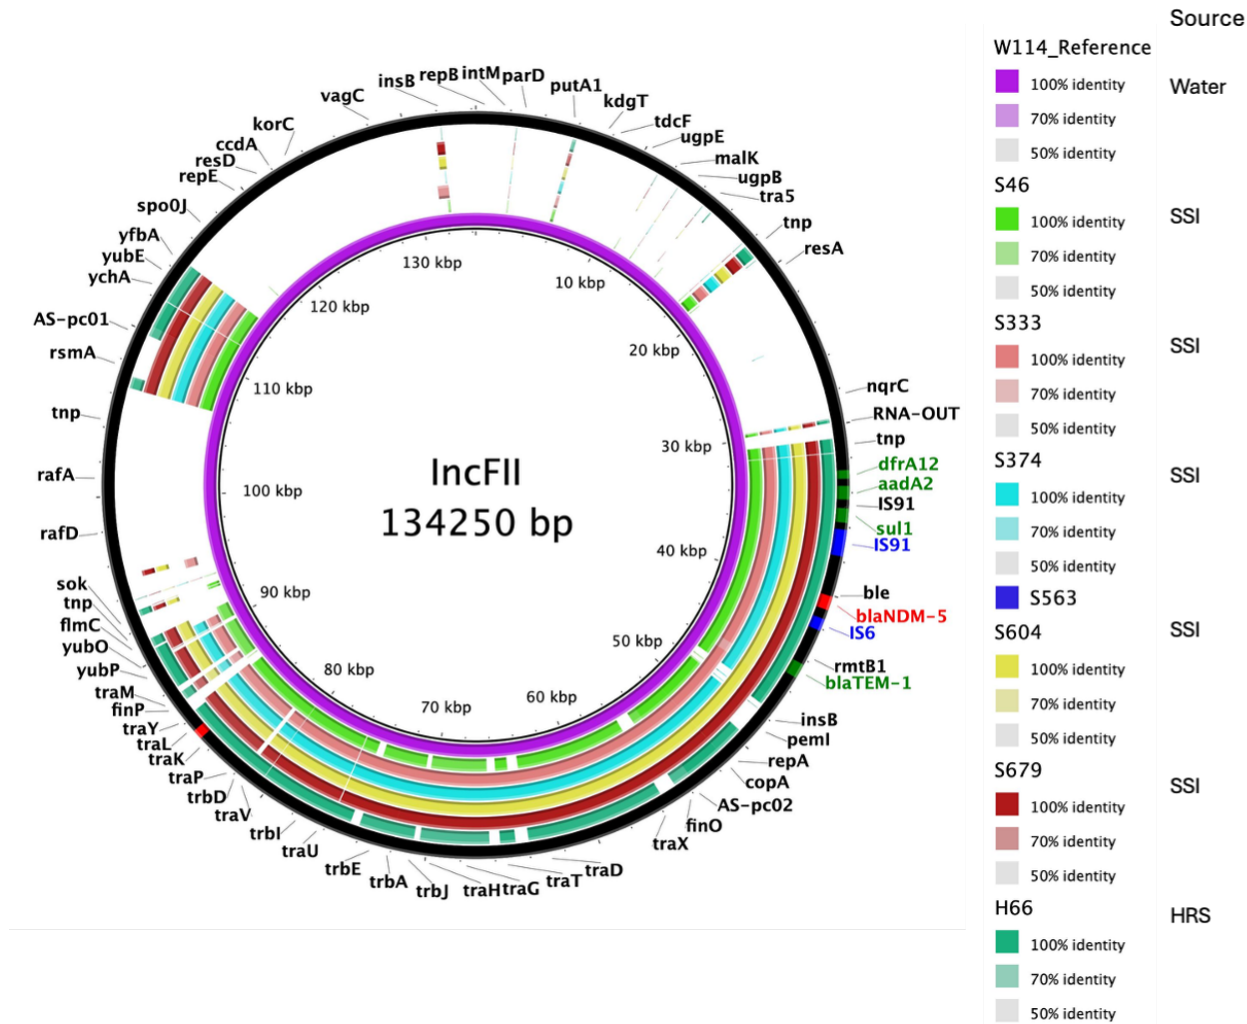 Source
W114_Reference
100% identity
Water
70% identity
50% identity
S46
100% identity
SSI
70% identity
50% identity
S333
100% identity
SSI
70% identity
50% identity
S374
100% identity
SSI
70% identity
50% identity
S563
S604
SSI
100% identity
70% identity
50% identity
S679
100% identity
SSI
70% identity
50% identity
H66
HRS
100% identity
70% identity
50% identity
insB
repB
intM
parD
putA1
kdgT
tdcF
ugpE
malK
ugpB
tra5
tnp
resA
nqrC
RNA-OUT
tnp
dfrA12
aadA2
IS91
sul1
IS91
ble
blaNDM-5
IS6
rmtB1
blaTEM-1
insB
pemI
repA
copA
AS-pc02
finO
traX
traD
traT
traG
traH
trbJ
trbA
trbE
traU
trbI
traV
trbD
traP
traK
traL
traY
finP
traM
yubP
yubO
flmC
tnp
sok
rafD
rafA
tnp
rsmA
AS-pc01
ychA
yubE
yfbA
spo0J
repE
resD
ccdA
korC
vagC
10 kbp
20 kbp
30 kbp
40 kbp
50 kbp
60 kbp
70 kbp
80 kbp
90 kbp
100 kbp
110 kbp
120 kbp
130 kbp
IncFII
134250 bp